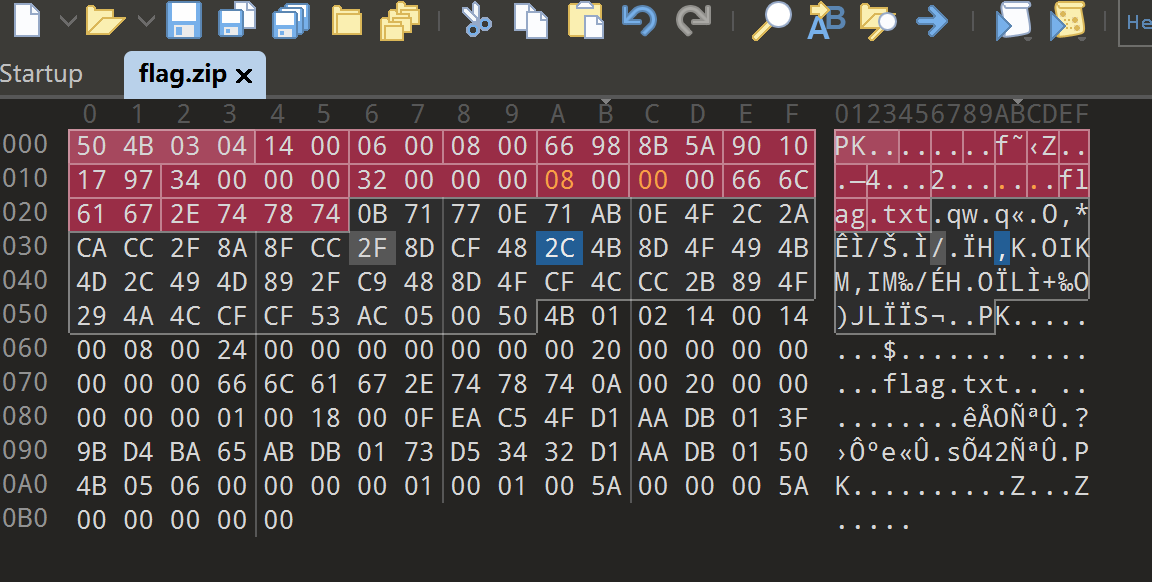 He
Startup
flag.zip ×
0 1 2 3 4 5 6 7 8 9 A B C D E F 0123456789ABCDEF
000 50 4B 03 04 14 00 06 00 08 00 66 98 8B 5A 90 10 PK........f˜‹Z..
010 17 97 34 00 00 00 32 00 00 00 08 00 00 00 66 6C .—4...2.......fl
020 61 67 2E 74 78 74 0B 71 77 0E 71 AB 0E 4F 2C 2A ag.txt.qw.q«.O,*
030 CA CC 2F 8A 8F CC 2F 8D CF 48 2C 4B 8D 4F 49 4B ÊÌ/Š.Ì/.ÏH,K.OIK
040 4D 2C 49 4D 89 2F C9 48 8D 4F CF 4C CC 2B 89 4F M,IM‰/ÉH.OÏLÌ+‰O
050 29 4A 4C CF CF 53 AC 05 00 50 4B 01 02 14 00 14 )JLÏÏS¬..PK.....
060 00 08 00 24 00 00 00 00 00 00 00 20 00 00 00 00 ...$....... ....
070 00 00 00 66 6C 61 67 2E 74 78 74 0A 00 20 00 00 ...flag.txt.. ..
080 00 00 00 01 00 18 00 0F EA C5 4F D1 AA DB 01 3F ........êÅOÑªÛ.?
090 9B D4 BA 65 AB DB 01 73 D5 34 32 D1 AA DB 01 50 ›Ôºe«Û.sÕ42ÑªÛ.P
0A0 4B 05 06 00 00 00 00 01 00 01 00 5A 00 00 00 5A K..........Z...Z
0B0 00 00 00 00 00 .....